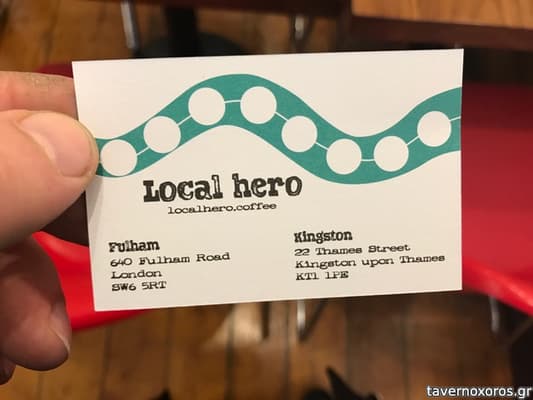 Local hero
localhero.coffee
Fulham
640 Fulham Road
London
SW6 5RT
Kingston
22 Thames Street
Kingston upon Thames
KT1 1PE
tavernoxoros.gr